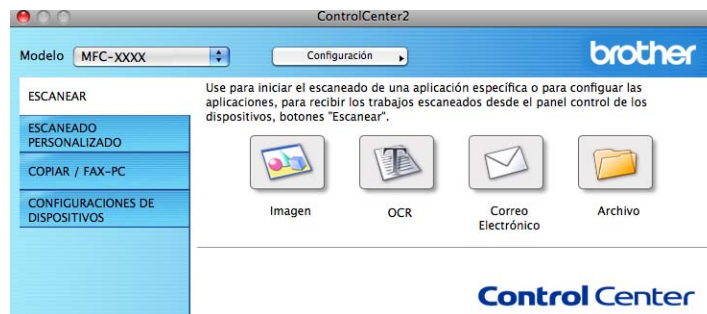 ControlCenter2
Modelo MFC-XXXX Configuración brother
ESCANEAR
ESCANEADO
PERSONALIZADO
COPIAR / FAX-PC
CONFIGURACIONES DE
DISPOSITIVOS
Use para iniciar el escaneado de una aplicación específica o para configuar las
aplicaciones, para recibir los trabajos escaneados desde el panel control de los
dispositivos, botones "Escanear".
Imagen OCR Correo Archivo
Electrónico
Control Center